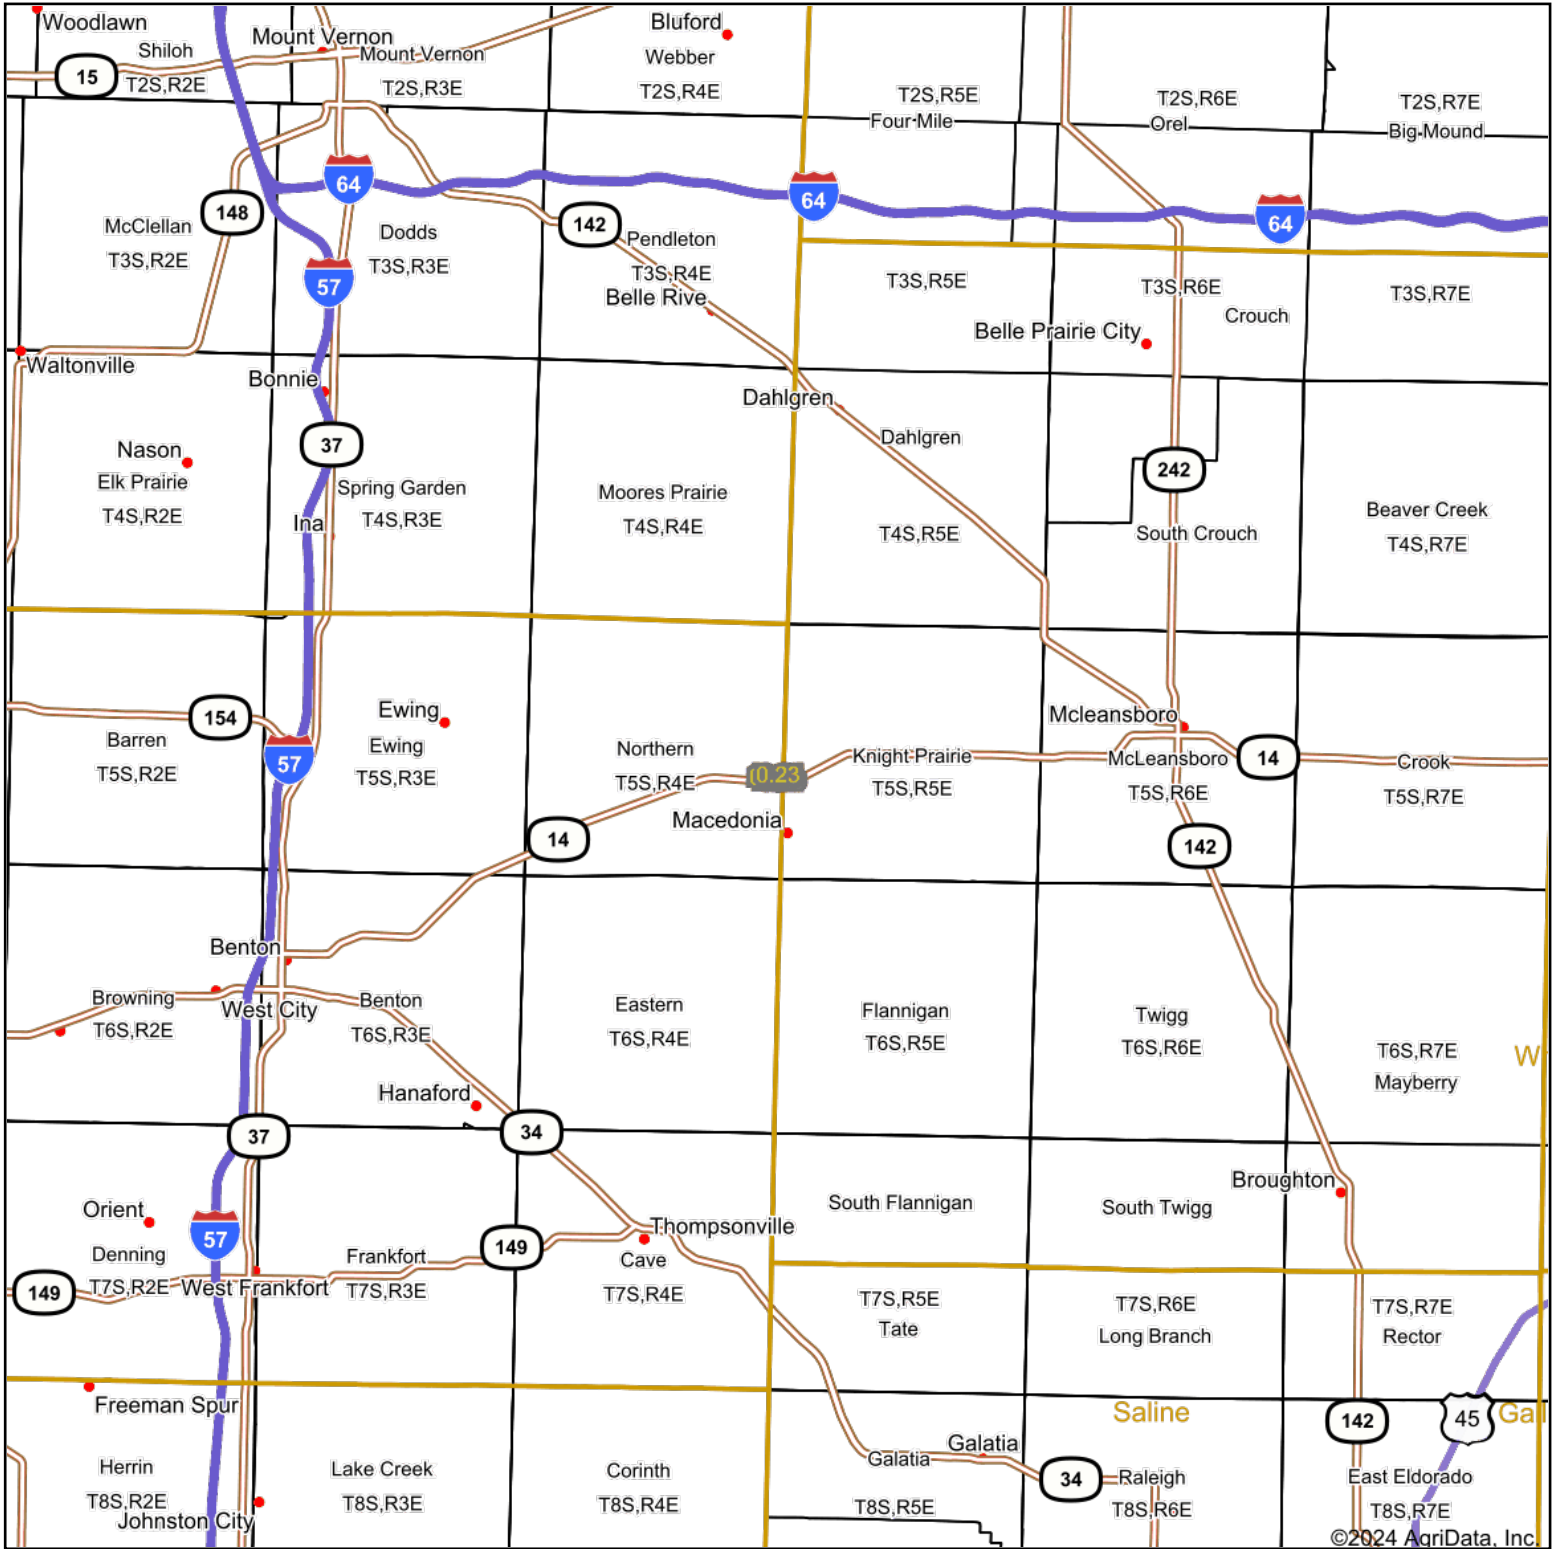 Woodlawn
Bluford
Mount Vernon
Shiloh
Mount Vernon
Webber
15
T2S,R2E
T2S,R3E
T2S,R4E
T2S,R5E
T2S,R6E
T2S,R7E
Four Mile
Orel
Big Mound
64
64
148
142
64
McClellan
Dodds
Pendleton
T3S,R2E
T3S,R3E
T3S,R4E
T3S,R5E
T3S,R6E
T3S,R7E
57
Belle Rive
Crouch
Belle Prairie City
Waltonville
Bonnie
Dahlgren
Dahlgren
37
Nason
242
Elk Prairie
Spring Garden
Moores Prairie
Beaver Creek
T4S,R2E
Ina
T4S,R3E
T4S,R4E
T4S,R5E
South Crouch
T4S,R7E
Ewing
Mcleansboro
154
Barren
Ewing
Northern
Knight Prairie
McLeansboro
14
Crook
57
T5S,R2E
T5S,R3E
T5S,R4E
(0.23
T5S,R5E
T5S,R6E
T5S,R7E
Macedonia
14
142
Benton
Browning
West City
Benton
Eastern
Flannigan
Twigg
T6S,R2E
T6S,R3E
T6S,R4E
T6S,R5E
T6S,R6E
T6S,R7E
W
Mayberry
Hanaford
37
34
Broughton
Orient
South Flannigan
South Twigg
57
Thompsonville
149
Denning
Frankfort
Cave
149
T7S,R2E
West Frankfort
T7S,R3E
T7S,R4E
T7S,R5E
T7S,R6E
T7S,R7E
Tate
Long Branch
Rector
Freeman Spur
Saline
142
45
Gall
Galatia
Herrin
Lake Creek
Corinth
Galatia
34
Raleigh
East Eldorado
T8S,R2E
T8S,R3E
T8S,R4E
T8S,R5E
T8S,R6E
T8S,R7E
Johnston City
©2024 AgriData, Inc.